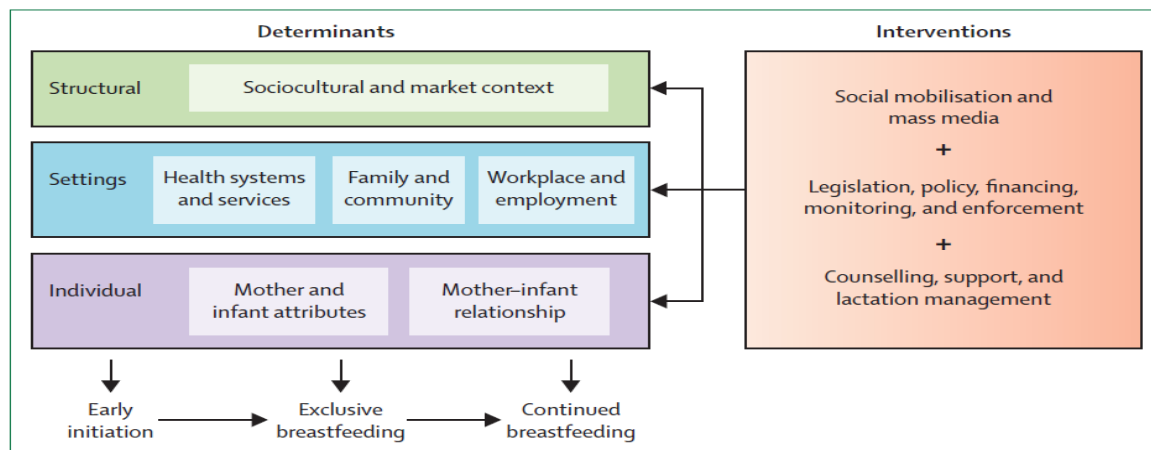 Determinants
Interventions
Structural
Sociocultural and market context
Settings
Health systems
and services
Family and
community
Workplace and
employment
Individual
Mother and
infant attributes
Mother–infant
relationship
Social mobilisation and
mass media
+
Legislation, policy, financing,
monitoring, and enforcement
+
Counselling, support, and
lactation management
Early
initiation
Exclusive
breastfeeding
Continued
breastfeeding